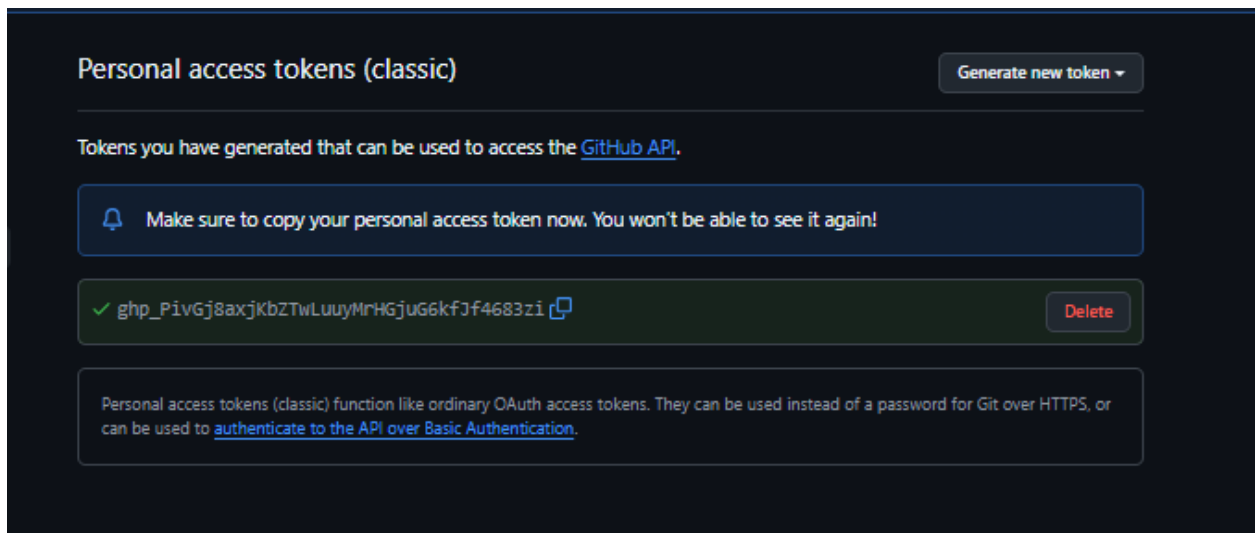 Personal access tokens (classic)
Generate new token
Tokens you have generated that can be used to access the GitHub API.
Make sure to copy your personal access token now. You won't be able to see it again!
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
Delete
Personal access tokens (classic) function like ordinary OAuth access tokens. They can be used instead of a password for Git over HTTPS, or
can be used to authenticate to the API over Basic Authentication.